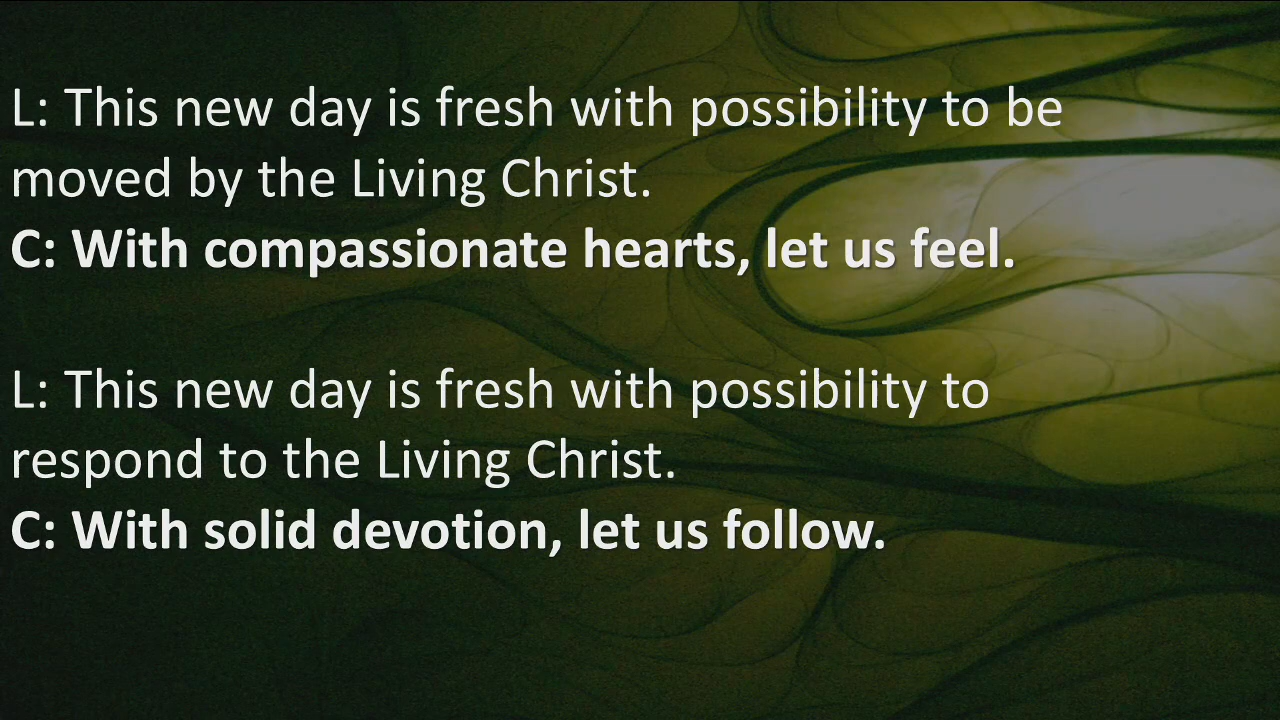 L: This new day is fresh with possibility to be
moved by the Living Christ.
C: With compassionate hearts, let us feel.
L: This new day is fresh with possibility to
respond to the Living Christ.
C: With solid devotion, let us follow.